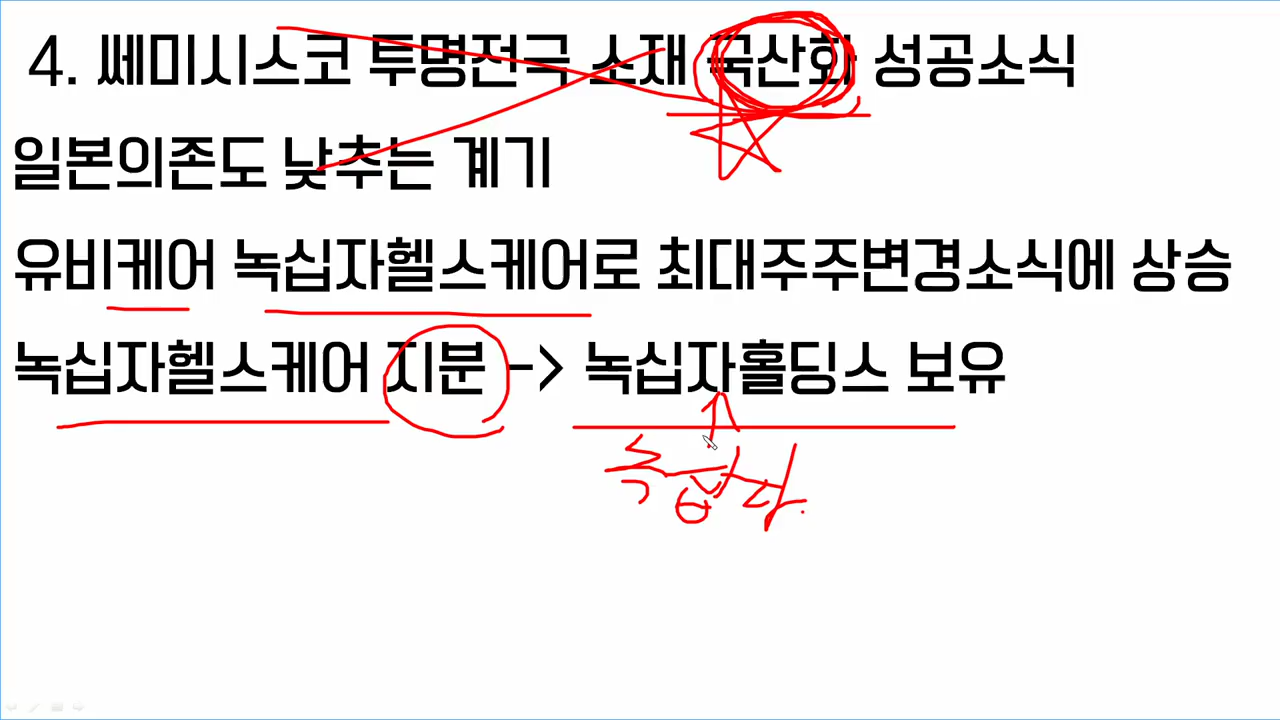 4. 쎄미시스코 투명전극 소재 국산화 성공소식
일본의존도 낮추는 계기
유비케어 녹십자헬스케어로 최대주주변경소식에 상승
녹십자헬스케어 지분 -> 녹십자홀딩스 보유